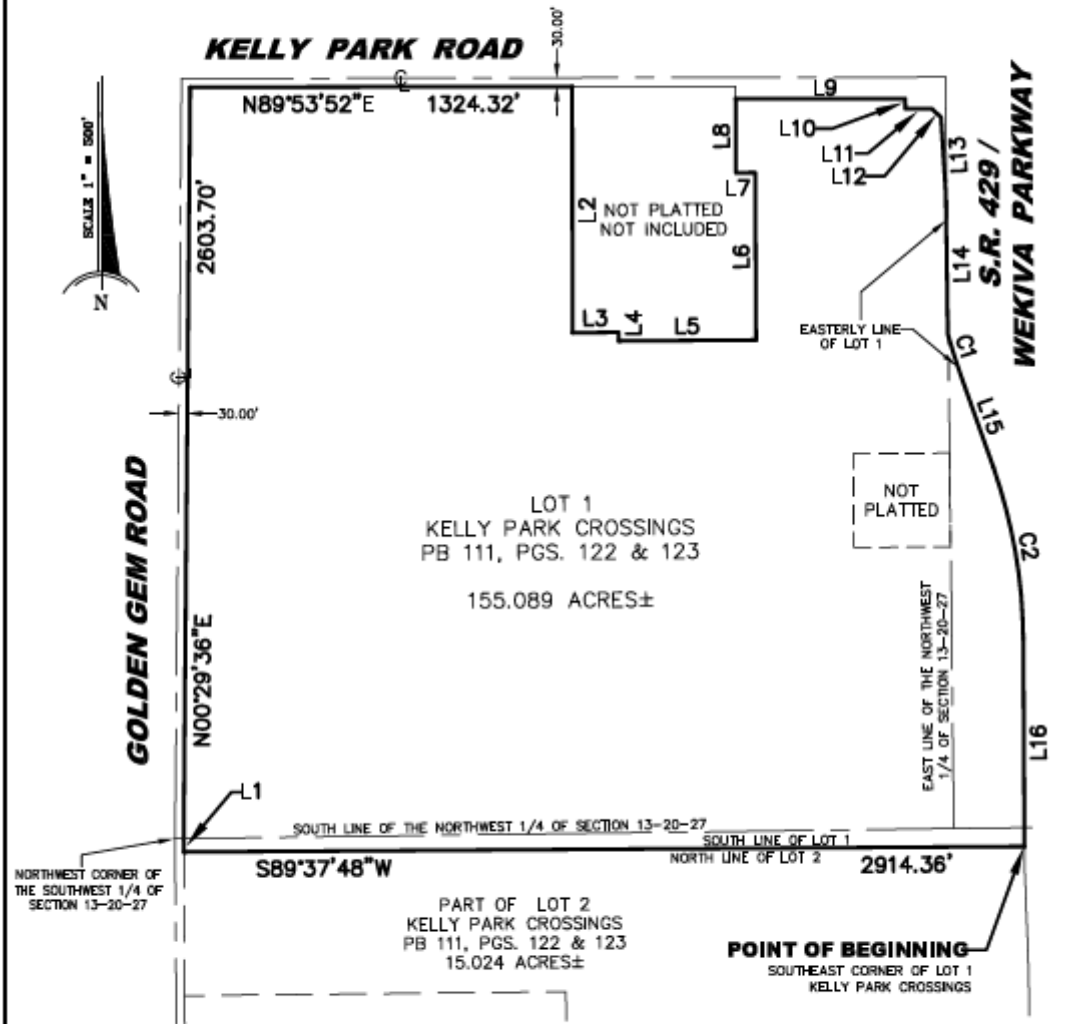 KELLY PARK ROAD
30.00'
N89°53'52"E 1324.32'
L9
L10
L11
L12
L8
L7
L13
S.R. 429 /
WEKIVA PARKWAY
SCALE 1" = 500'
N
2603.70'
L2
NOT PLATTED
NOT INCLUDED
L6
L14
L3
L4
L5
EASTERLY LINE
OF LOT 1
C1
30.00'
L15
GOLDEN GEM ROAD
LOT 1
KELLY PARK CROSSINGS
PB 111, PGS. 122 & 123
155.089 ACRES±
NOT
PLATTED
C2
EAST LINE OF THE NORTHWEST
1/4 OF SECTION 13-20-27
N00°29'36"E
L16
L1
SOUTH LINE OF THE NORTHWEST 1/4 OF SECTION 13-20-27
SOUTH LINE OF LOT 1
NORTH LINE OF LOT 2
S89°37'48"W
2914.36'
NORTHWEST CORNER OF
THE SOUTHWEST 1/4 OF
SECTION 13-20-27
PART OF LOT 2
KELLY PARK CROSSINGS
PB 111, PGS. 122 & 123
15.024 ACRES±
POINT OF BEGINNING
SOUTHEAST CORNER OF LOT 1
KELLY PARK CROSSINGS